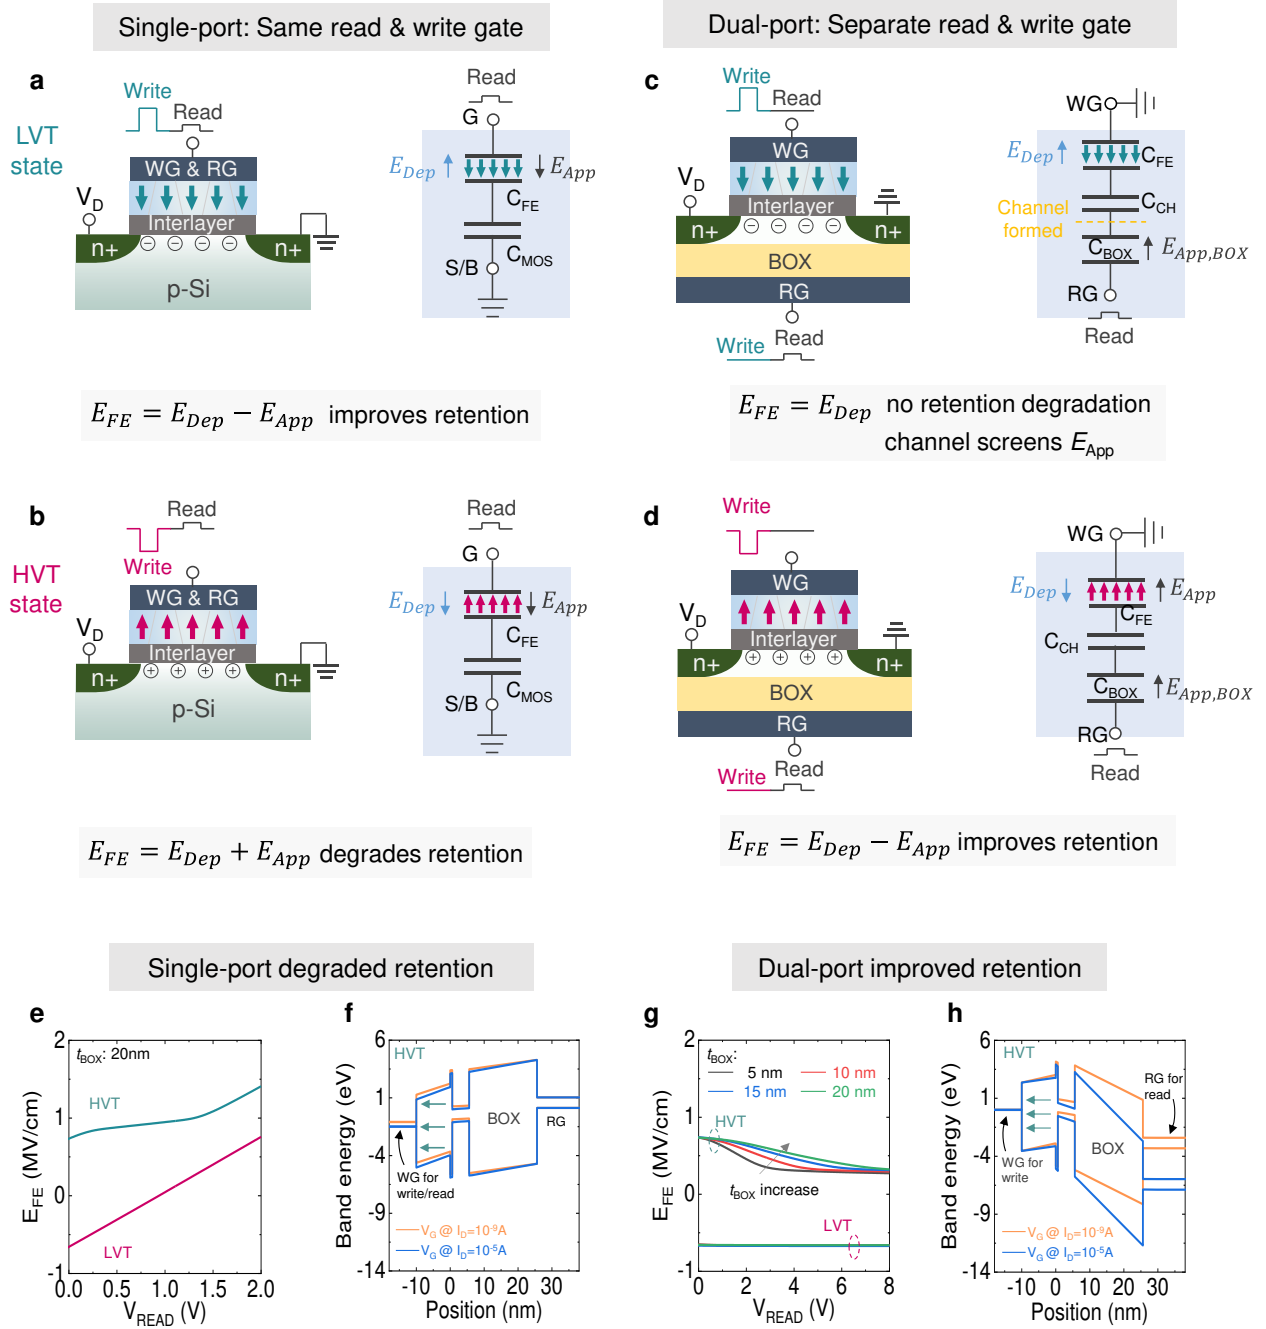 Single-port: Same read & write gate
Dual-port: Separate read & write gate
a
LVT
state
Write
Read
WG & RG
V_D
Interlayer
n+
n+
p-Si
Read
G
E_Dep
E_App
C_FE
C_MOS
S/B
E_FE = E_Dep − E_App improves retention
c
Write
Read
WG
V_D
Interlayer
n+
n+
BOX
RG
Read
Write
WG
E_Dep
C_FE
C_CH
Channel
formed
C_BOX
E_App,BOX
RG
Read
E_FE = E_Dep no retention degradation
channel screens E_App
b
HVT
state
Read
Write
WG & RG
V_D
Interlayer
n+
n+
p-Si
Read
G
E_Dep
E_App
C_FE
C_MOS
S/B
E_FE = E_Dep + E_App degrades retention
d
Write
WG
V_D
Interlayer
n+
n+
BOX
RG
Read
Write
WG
E_Dep
E_App
C_FE
C_CH
C_BOX
E_App,BOX
RG
Read
E_FE = E_Dep − E_App improves retention
Single-port degraded retention
Dual-port improved retention
e
2
1
0
-1
E_FE (MV/cm)
t_BOX: 20nm
HVT
LVT
0.0 0.5 1.0 1.5 2.0
V_READ (V)
f
6
1
-4
-9
-14
Band energy (eV)
HVT
BOX
RG
WG for
write/read
V_G @ I_D=10^-9A
V_G @ I_D=10^-5A
-10 0 10 20 30
Position (nm)
g
2
1
0
-1
E_FE (MV/cm)
t_BOX:
5 nm 10 nm
15 nm 20 nm
HVT
t_BOX increase
LVT
0 2 4 6 8
V_READ (V)
h
6
1
-4
-9
-14
Band energy (eV)
HVT
RG for
read
BOX
WG for
write
V_G @ I_D=10^-9A
V_G @ I_D=10^-5A
-10 0 10 20 30
Position (nm)